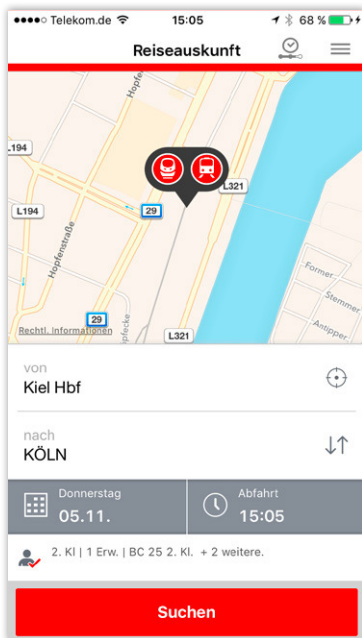 Telekom.de 15:05 68 %
Reiseauskunft
Hopfenstraße
L194
L194
L321
29
Hopfenstraße
Former
Stemmer
Antipper
29
Rechtl. Informationen
L321
von
Kiel Hbf
nach
KÖLN
Donnerstag
05.11.
Abfahrt
15:05
2. Kl | 1 Erw. | BC 25 2. Kl. + 2 weitere.
Suchen